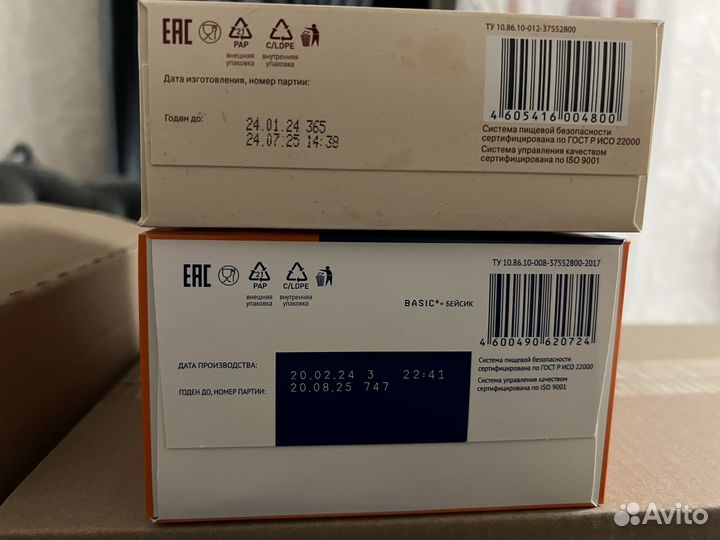 EAC
21
PAP
внешняя
упаковка
C/LDPE
внутренняя
упаковка
ТУ 10.86.10-012-37552800
Дата изготовления, номер партии:
Годен до:
24.01.24 365
24.07.25 14:38
4 605416 004800
Система пищевой безопасности
сертифицирована по ГОСТ Р ИСО 22000
Система управления качеством
сертифицирована по ISO 9001
EAC
21
PAP
внешняя
упаковка
C/LDPE
внутренняя
упаковка
ТУ 10.86.10-008-37552800-2017
BASIC®= БЕЙСИК
4 600490 620724
ДАТА ПРОИЗВОДСТВА:
ГОДЕН ДО, НОМЕР ПАРТИИ:
20.02.24 3 22:41
20.08.25 747
Система пищевой безопасности
сертифицирована по ГОСТ Р ИСО 22000
Система управления качеством
сертифицирована по ISO 9001
Avito